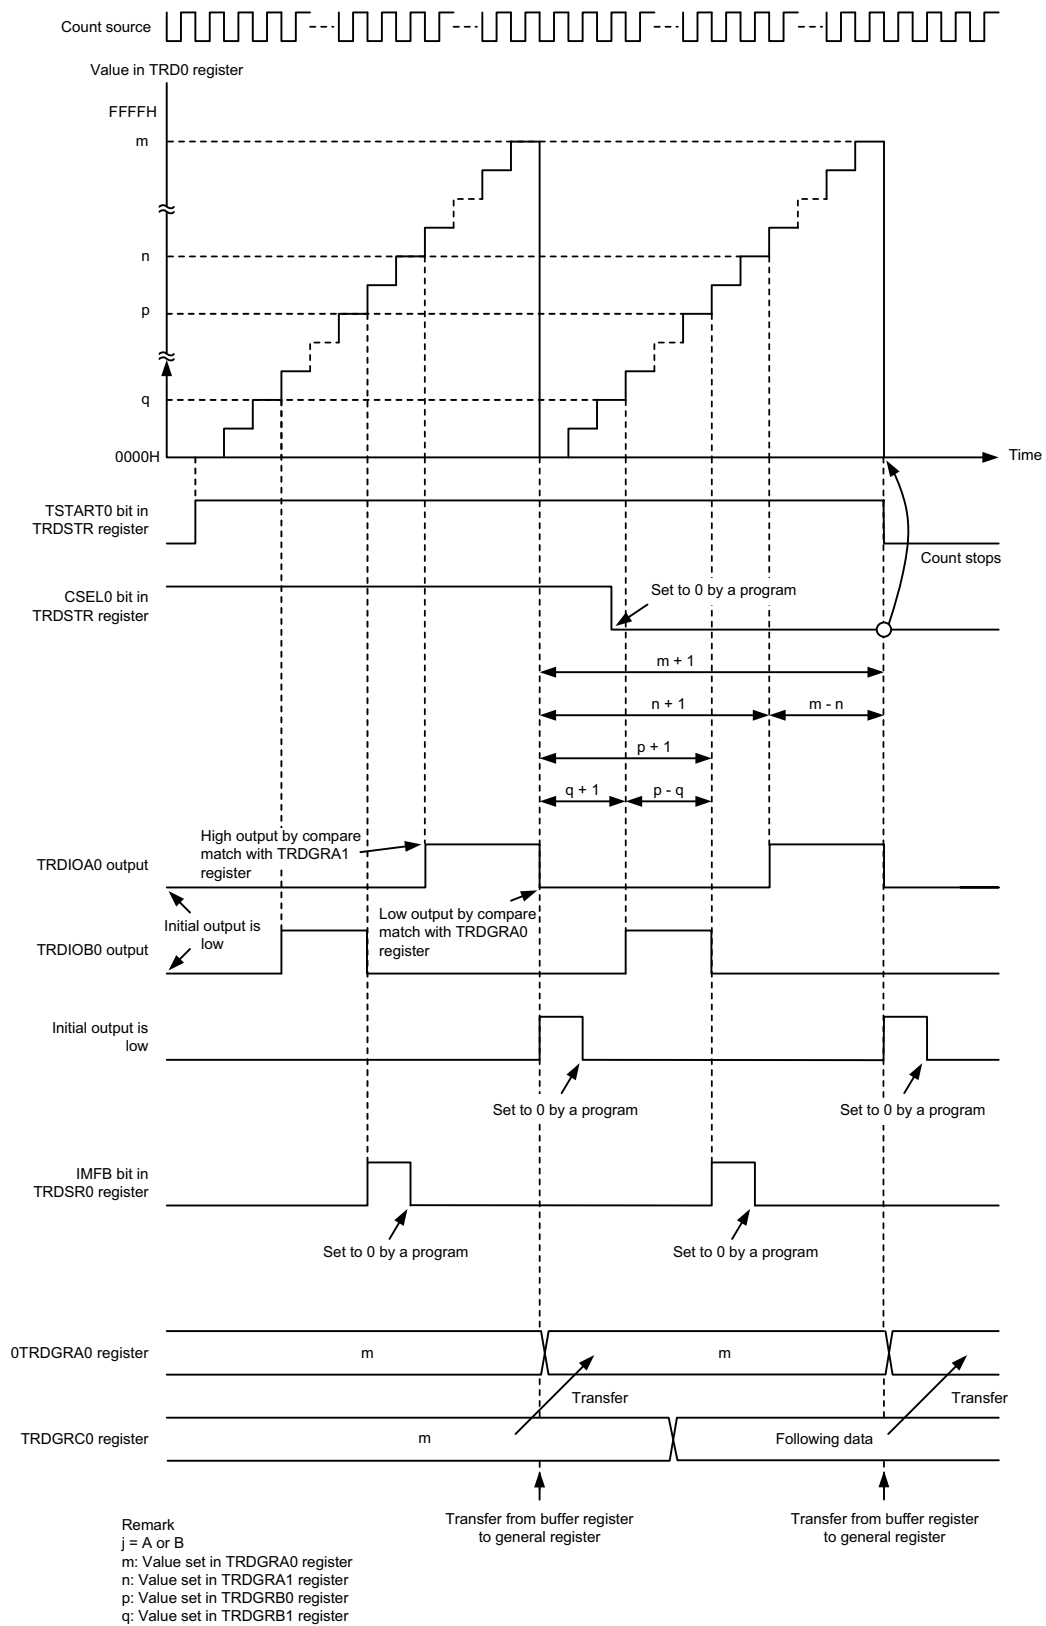 Count source
Value in TRD0 register
FFFFH
m
n
p
q
0000H
Time
TSTART0 bit in
TRDSTR register
Count stops
CSEL0 bit in
TRDSTR register
Set to 0 by a program
m + 1
n + 1
m - n
p + 1
q + 1
p - q
High output by compare
match with TRDGRA1
register
TRDIOA0 output
Low output by compare
match with TRDGRA0
register
Initial output is
low
TRDIOB0 output
Initial output is
low
Set to 0 by a program
Set to 0 by a program
IMFB bit in
TRDSR0 register
Set to 0 by a program
Set to 0 by a program
0TRDGRA0 register
m
m
Transfer
Transfer
TRDGRC0 register
m
Following data
Transfer from buffer register
to general register
Transfer from buffer register
to general register
Remark
j = A or B
m: Value set in TRDGRA0 register
n: Value set in TRDGRA1 register
p: Value set in TRDGRB0 register
q: Value set in TRDGRB1 register